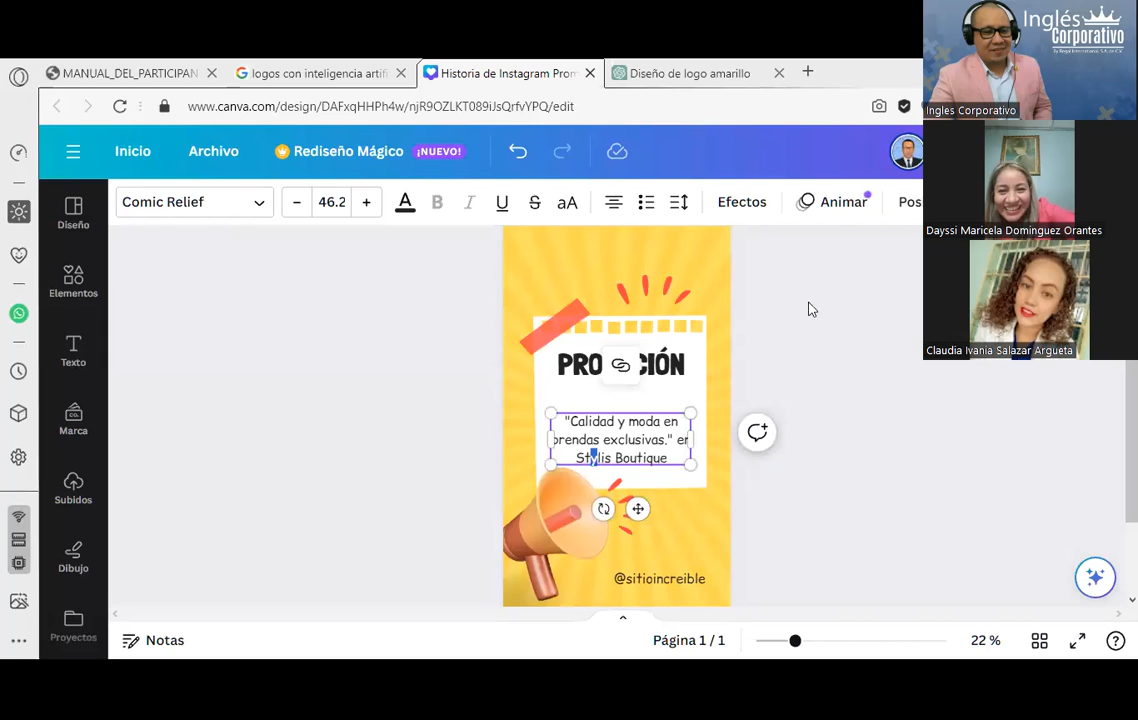 Inglés
Corporativo
Ingles Corporativo
Dayssi Maricela Dominguez Orantes
Claudia Ivania Salazar Argueta
MANUAL_DEL_PARTICIPAN
logos con inteligencia artifi
Historia de Instagram Prom
Diseño de logo amarillo
www.canva.com/design/DAFxqHHPh4w/njR9OZLKT089iJsQrfvYPQ/edit
Inicio
Archivo
Rediseño Mágico
¡NUEVO!
Comic Relief
46.2
A
B
I
U
S
aA
Efectos
Animar
Pos
Diseño
Elementos
Texto
Marca
Subidos
Dibujo
Proyectos
PRO CIÓN
"Calidad y moda en
prendas exclusivas." en
Stylis Boutique
@sitioincreible
Notas
Página 1 / 1
22 %